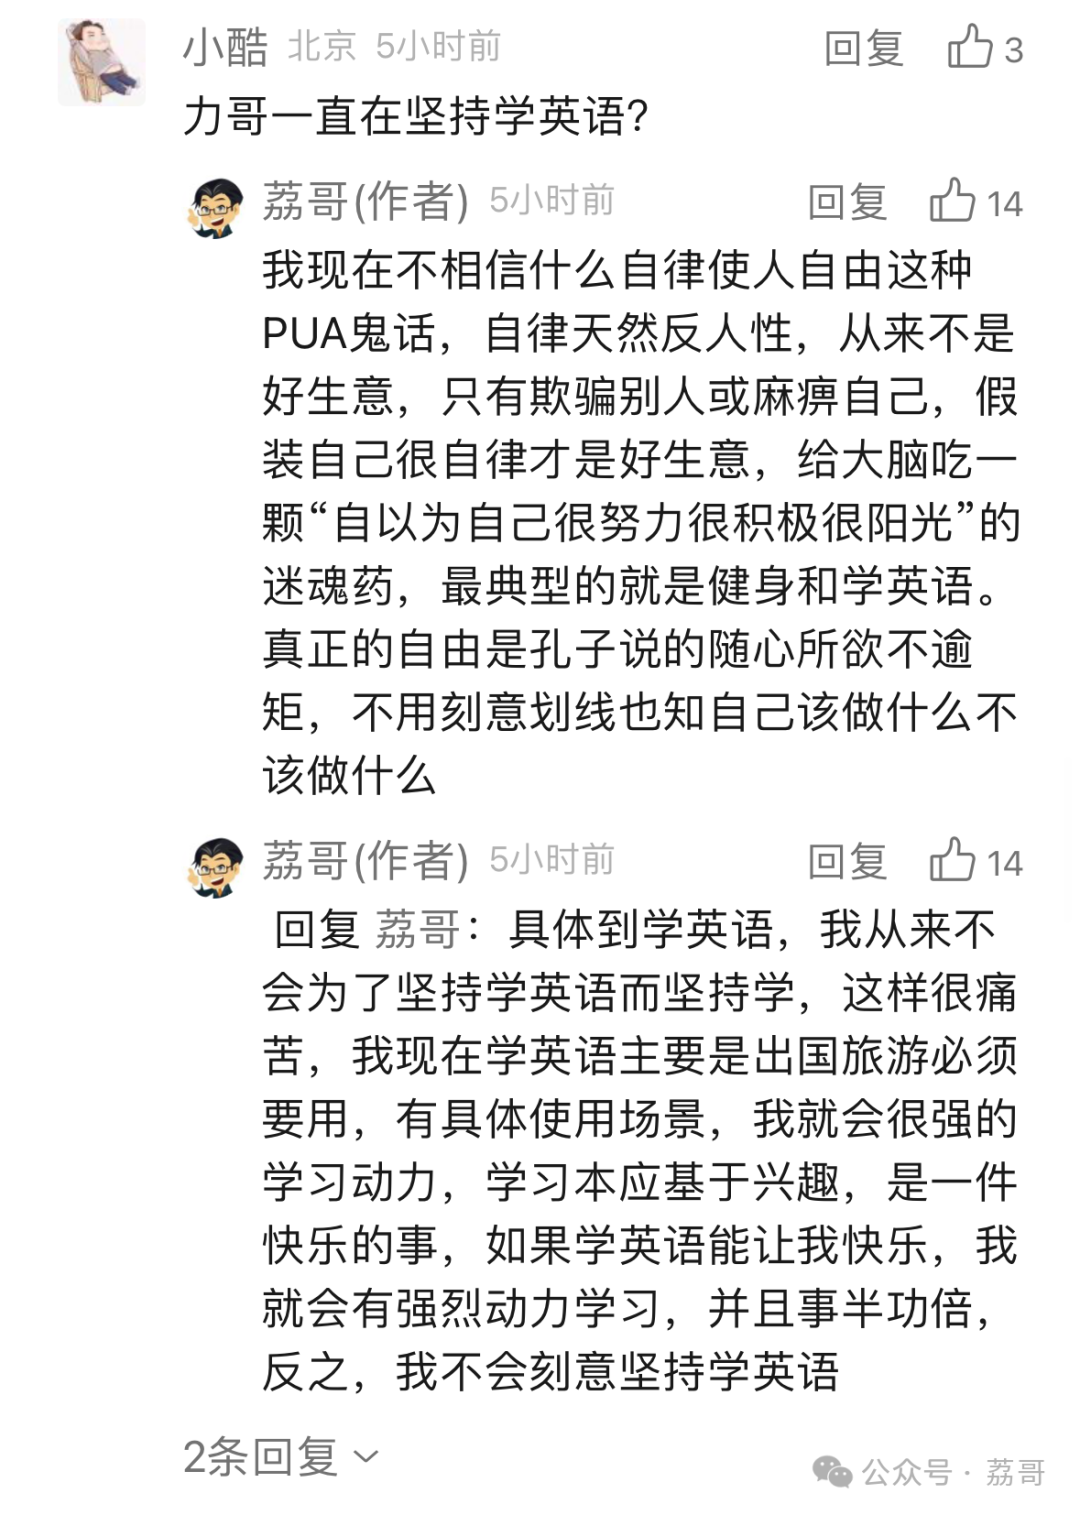 小酷 北京 5小时前 回复 3
力哥一直在坚持学英语？
荔哥(作者) 5小时前 回复 14
我现在不相信什么自律使人自由这种
PUA鬼话，自律天然反人性，从来不是
好生意，只有欺骗别人或麻痹自己，假
装自己很自律才是好生意，给大脑吃一
颗“自以为自己很努力很积极很阳光”的
迷魂药，最典型的就是健身和学英语。
真正的自由是孔子说的随心所欲不逾
矩，不用刻意划线也知自己该做什么不
该做什么
荔哥(作者) 5小时前 回复 14
回复 荔哥：具体到学英语，我从来不
会为了坚持学英语而坚持学，这样很痛
苦，我现在学英语主要是出国旅游必须
要用，有具体使用场景，我就会很强的
学习动力，学习本应基于兴趣，是一件
快乐的事，如果学英语能让我快乐，我
就会有强烈动力学习，并且事半功倍，
反之，我不会刻意坚持学英语
2条回复
公众号 · 荔哥